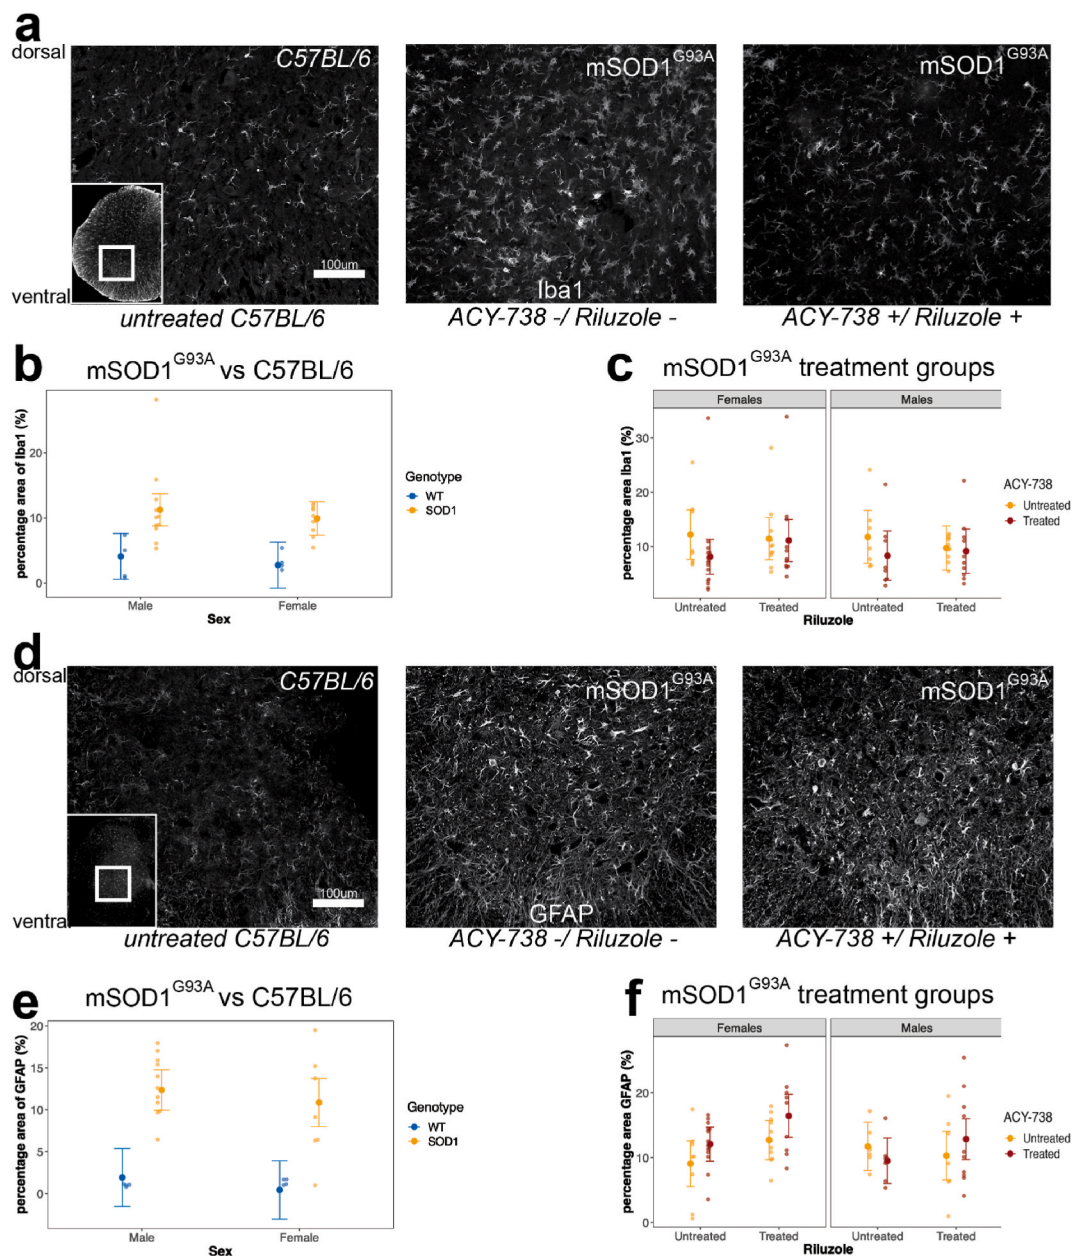 a
dorsal
C57BL/6
mSOD1G93A
mSOD1G93A
100um
Iba1
ventral
untreated C57BL/6
ACY-738 -/ Riluzole -
ACY-738 +/ Riluzole +
b
mSOD1G93A vs C57BL/6
percentage area of Iba1 (%)
20
10
0
Male
Female
Sex
Genotype
WT
SOD1
c
mSOD1G93A treatment groups
Females
Males
percentage area Iba1 (%)
30
20
10
Untreated
Treated
Untreated
Treated
Riluzole
ACY-738
Untreated
Treated
d
dorsal
C57BL/6
mSOD1G93A
mSOD1G93A
100um
GFAP
ventral
untreated C57BL/6
ACY-738 -/ Riluzole -
ACY-738 +/ Riluzole +
e
mSOD1G93A vs C57BL/6
percentage area of GFAP (%)
20
15
10
5
0
Male
Female
Sex
Genotype
WT
SOD1
f
mSOD1G93A treatment groups
Females
Males
percentage area GFAP (%)
20
10
0
Untreated
Treated
Untreated
Treated
Riluzole
ACY-738
Untreated
Treated